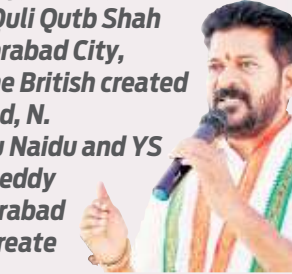 Quli Qutb Shah
rabad City,
e British created
d, N.
u Naidu and YS
eddy
rabad
reate